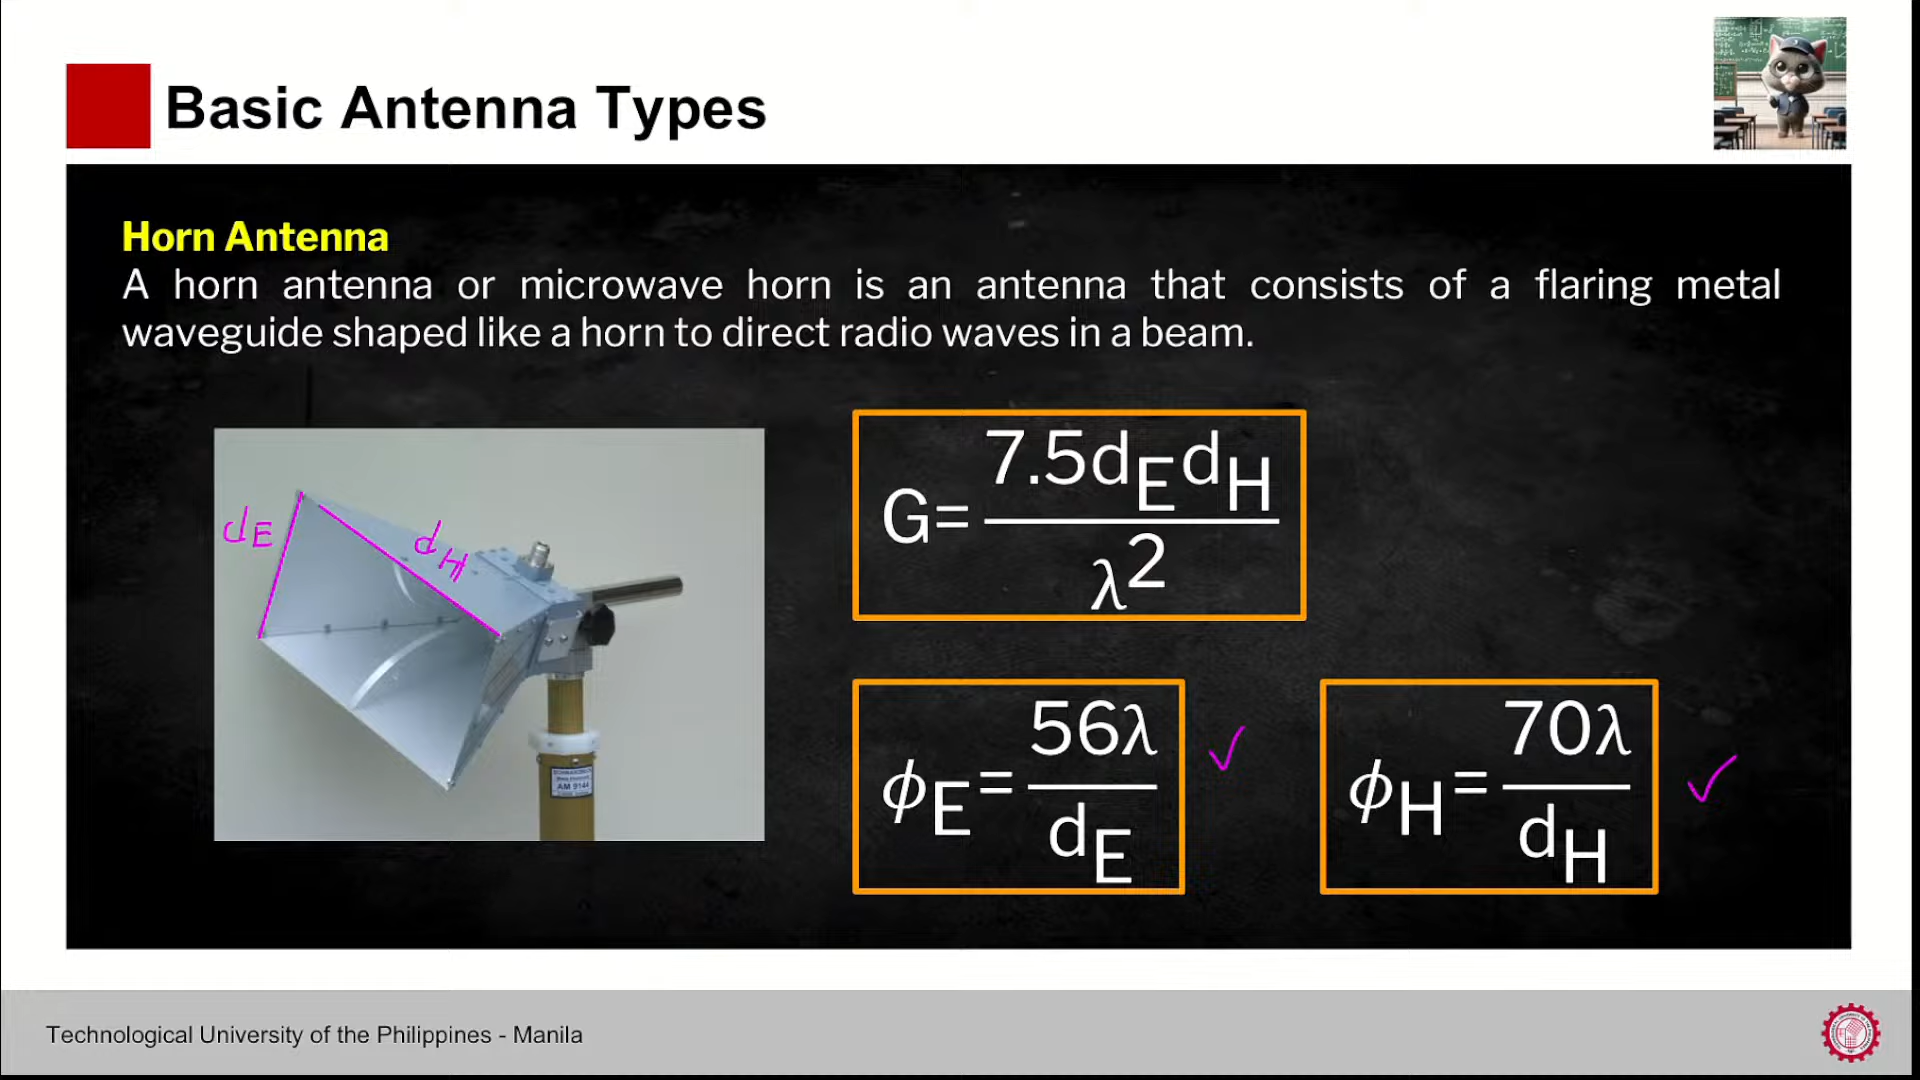 Basic Antenna Types
Horn Antenna
A horn antenna or microwave horn is an antenna that consists of a flaring metal
waveguide shaped like a horn to direct radio waves in a beam.
dE
dH
AM 9144
G= 7.5dEdH / λ²
ϕE= 56λ / dE ✓
ϕH= 70λ / dH ✓
Technological University of the Philippines - Manila